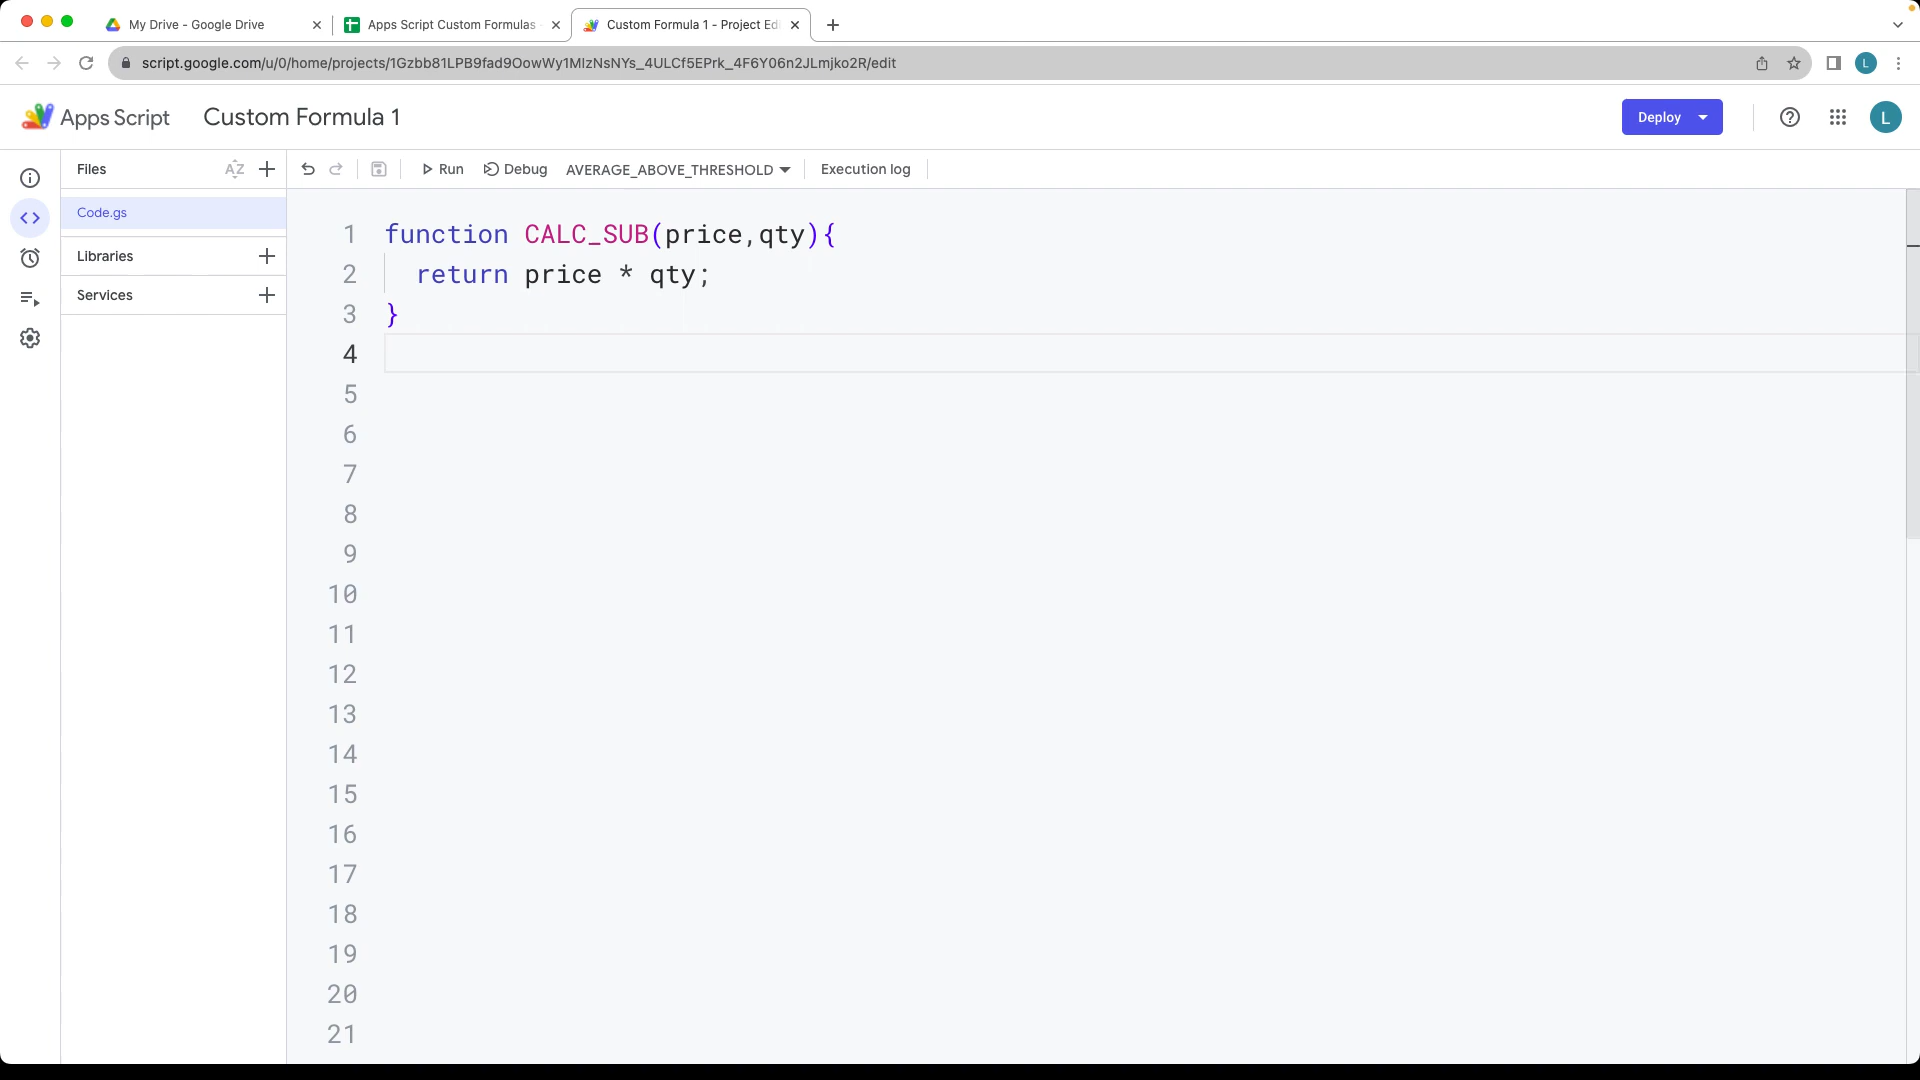 My Drive - Google Drive
Apps Script Custom Formulas
Custom Formula 1 - Project Ed
script.google.com/u/0/home/projects/1Gzbb81LPB9fad9OowWy1MIzNsNYs_4ULCf5EPrk_4F6Y06n2JLmjko2R/edit
L
Apps Script
Custom Formula 1
Deploy
L
Files
AZ
Run
Debug
AVERAGE_ABOVE_THRESHOLD
Execution log
Code.gs
Libraries
Services
1 function CALC_SUB(price,qty){
2 return price * qty;
3 }
4
5
6
7
8
9
10
11
12
13
14
15
16
17
18
19
20
21